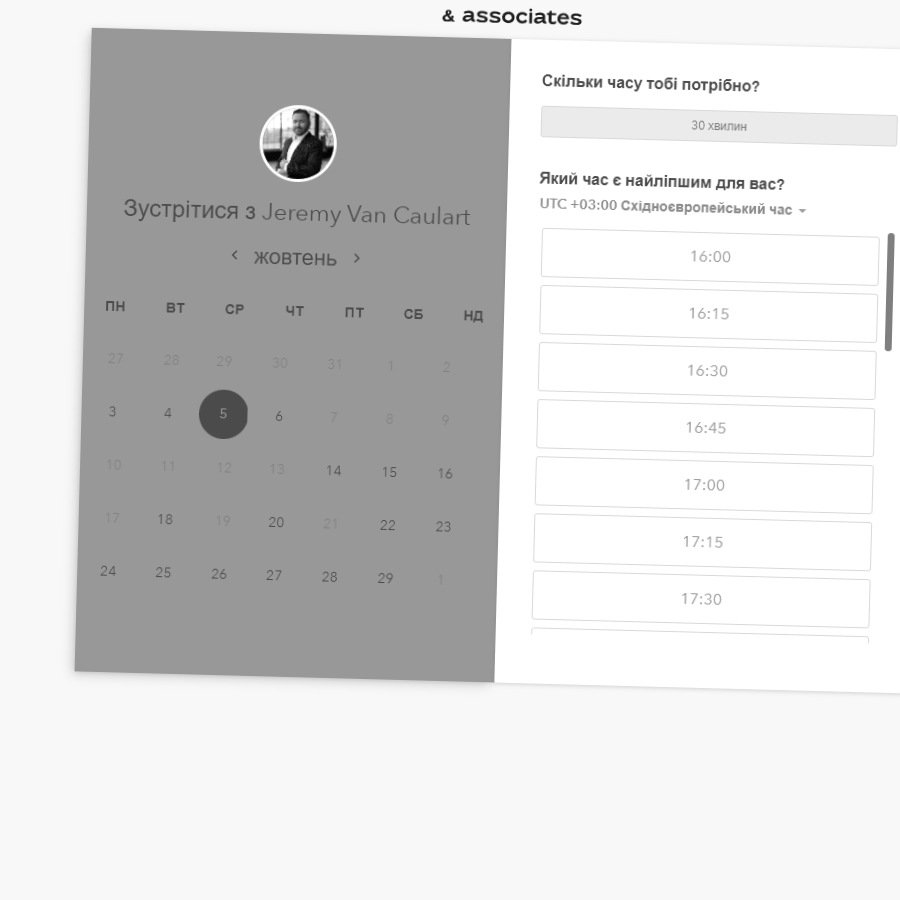 & associates
Зустрітися з Jeremy Van Caulart
жовтень
ПН ВТ СР ЧТ ПТ СБ НД
27 28 29 30 31 1 2
3 4 5 6 7 8 9
10 11 12 13 14 15 16
17 18 19 20 21 22 23
24 25 26 27 28 29 1
Скільки часу тобі потрібно?
30 хвилин
Який час є найліпшим для вас?
UTC +03:00 Східноєвропейський час
16:00
16:15
16:30
16:45
17:00
17:15
17:30